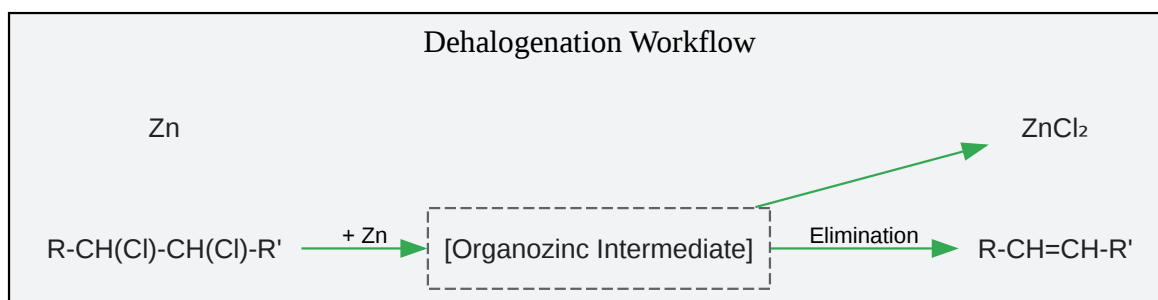 Dehalogenation Workflow
Zn
ZnCl₂
R-CH(Cl)-CH(Cl)-R'
+ Zn
[Organozinc Intermediate]
Elimination
R-CH=CH-R'